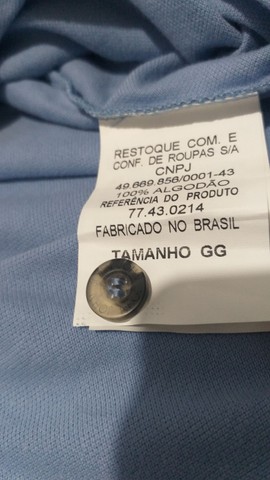 RESTOQUE COM. E
CONF. DE ROUPAS S/A
CNPJ
49.669.856/0001-43
100% ALGODÃO
REFERÊNCIA DO PRODUTO
77.43.0214
FABRICADO NO BRASIL
TAMANHO GG